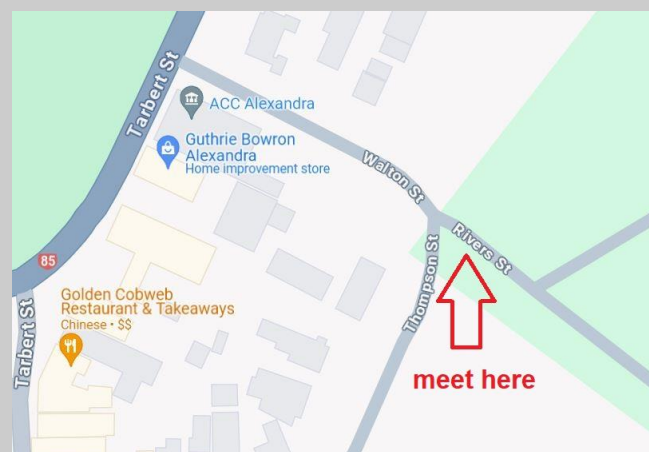 Tarbert St
ACC Alexandra
Guthrie Bowron
Alexandra
Home improvement store
Walton St
Rivers St
Thompson St
85
Golden Cobweb
Restaurant & Takeaways
Chinese • $$
Tarbert St
meet here